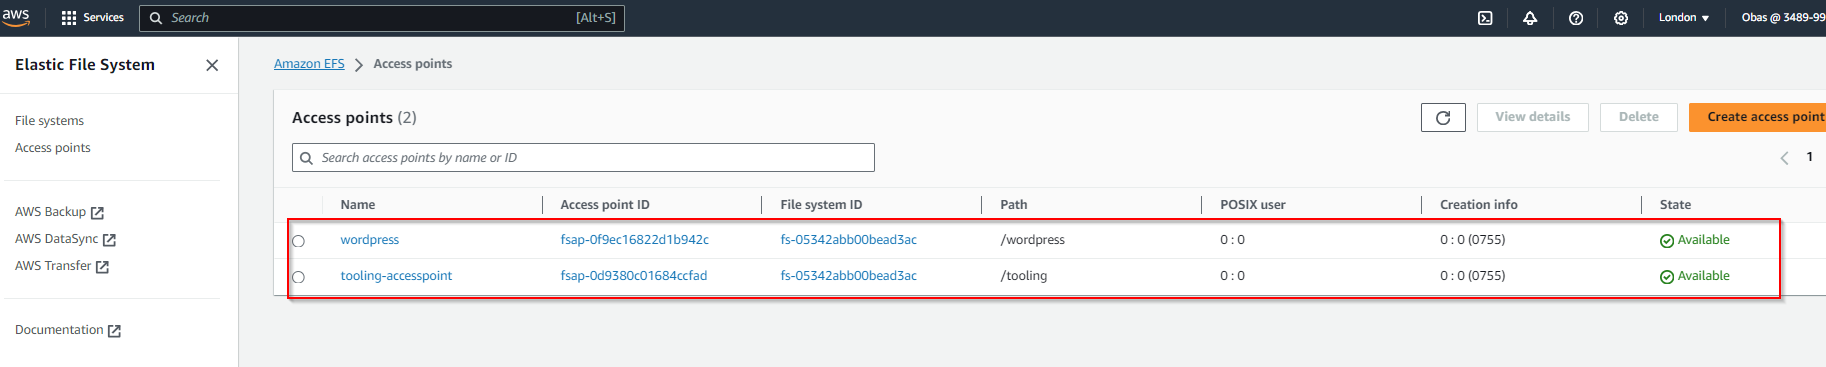 aws Services Search [Alt+S] London Obas @ 3489-99
Elastic File System
Amazon EFS Access points
File systems
Access points
AWS Backup
AWS DataSync
AWS Transfer
Documentation
Access points (2) View details Delete Create access point
Search access points by name or ID 1
Name Access point ID File system ID Path POSIX user Creation info State
wordpress fsap-0f9ec16822d1b942c fs-05342abb00bead3ac /wordpress 0 : 0 0 : 0 (0755) Available
tooling-accesspoint fsap-0d9380c01684ccfad fs-05342abb00bead3ac /tooling 0 : 0 0 : 0 (0755) Available